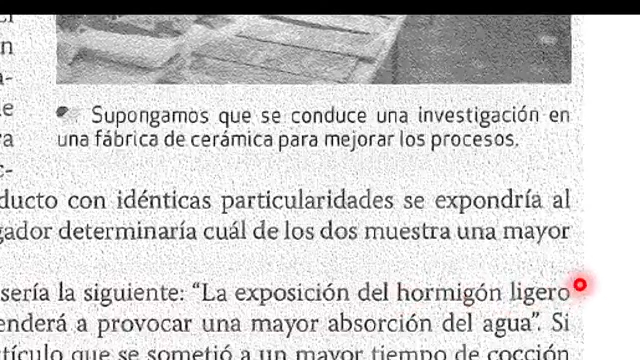 n
a-
e
Supongamos que se conduce una investigación en
una fábrica de cerámica para mejorar los procesos.
a
c-
ducto con idénticas particularidades se expondría al
gador determinaría cuál de los dos muestra una mayor
sería la siguiente: “La exposición del hormigón ligero
enderá a provocar una mayor absorción del agua”. Si
tículo que se sometió a un mayor tiempo de cocción